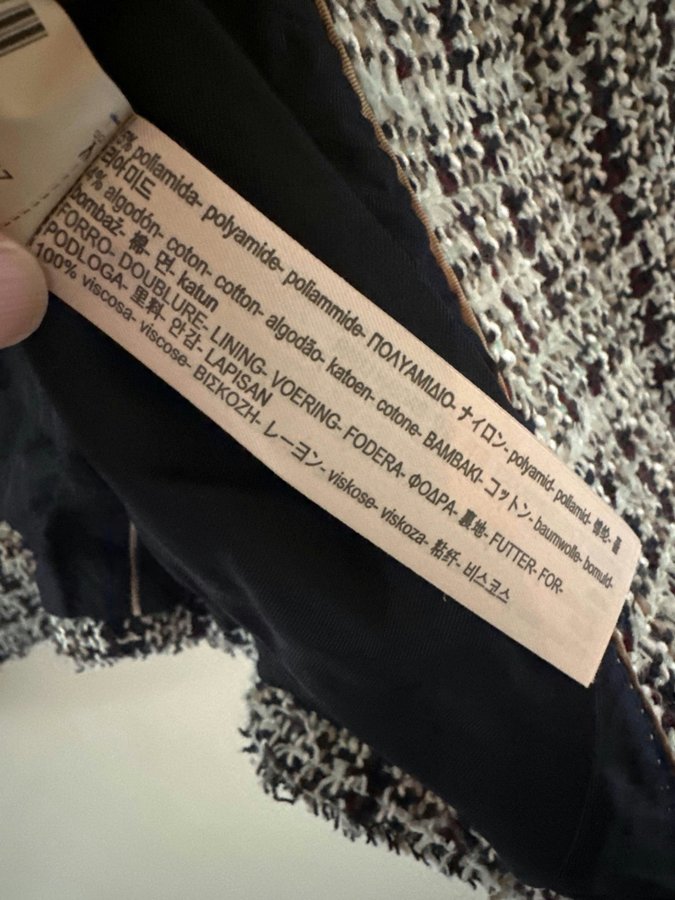 5% poliamida- polyamide- poliammide- ΠΟΛΥΑΜΙΔΙΟ- ナイロン- polyamid- poliamid- 锦纶- 폴
리아미드
4% algodón- coton- cotton- algodão- katoen- cotone- BAMBAKI- コットン- baumwolle- bomuld-
bombaž- 棉- 면- katun
FORRO- DOUBLURE- LINING- VOERING- FODERA- ΦΟΔΡΑ- 裏地- FUTTER- FOR-
PODLOGA- 里料- 안감- LAPISAN
100% viscosa- viscose- ΒΙΣΚΟΖΗ- レーヨン- viskose- viskoza- 粘纤- 비스코스